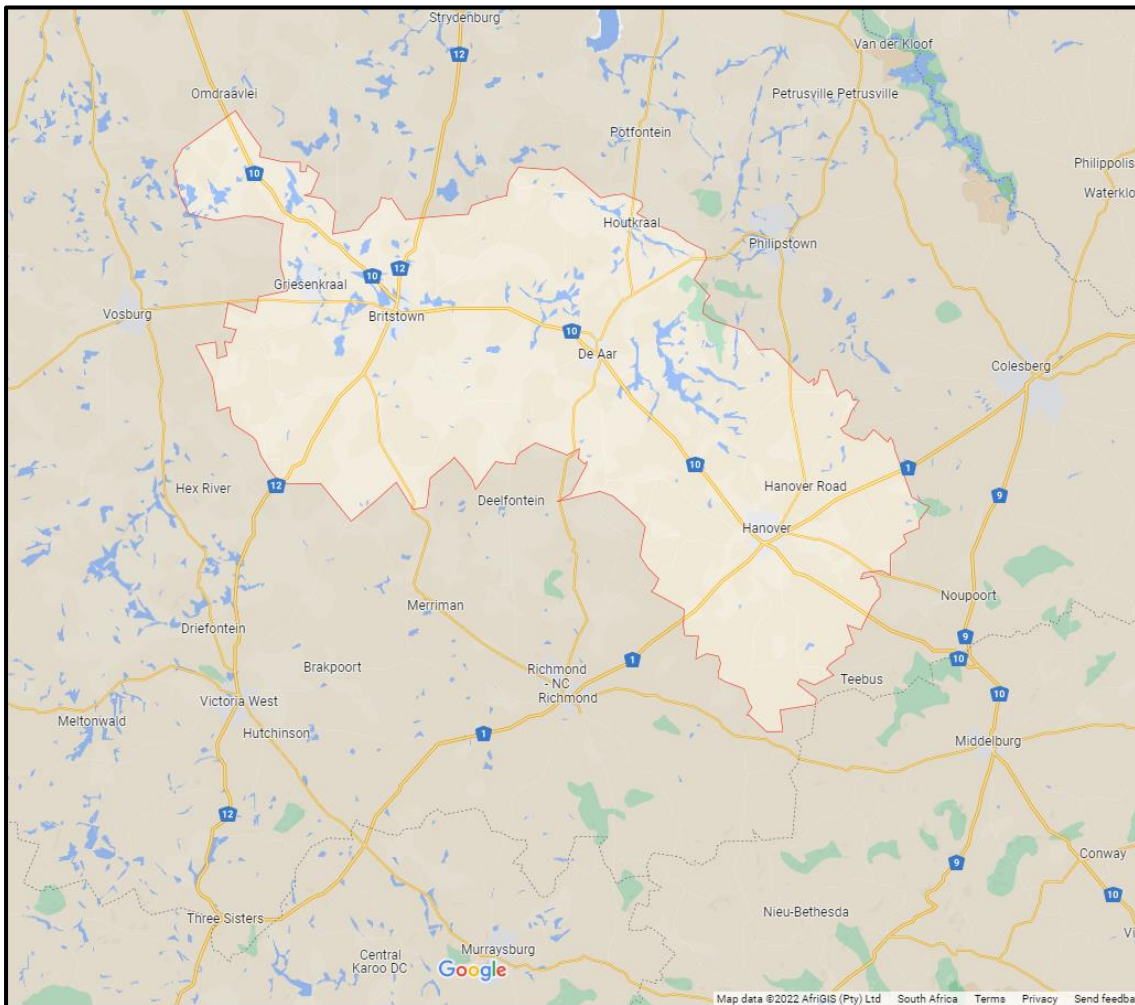 Strydenburg
12
Van der Kloof
Omdraavlei
Petrusville Petrusville
Potfontein
Philippolis
10
Waterklo
Houtkraal
Philipstown
12
10
Griesenkraal
Vosburg
Britstown
10
De Aar
Colesberg
10
1
12
Hex River
Hanover Road
9
Deelfontein
Hanover
Noupoort
Merriman
Driefontein
9
10
1
Brakpoort
Richmond
- NC
Richmond
Teebus
10
Victoria West
Meltonwald
Hutchinson
1
Middelburg
12
Conway
9
10
Nieu-Bethesda
Three Sisters
Vi
Murraysburg
Central
Karoo DC
Google
Map data ©2022 AfriGIS (Pty) Ltd South Africa Terms Privacy Send feedba